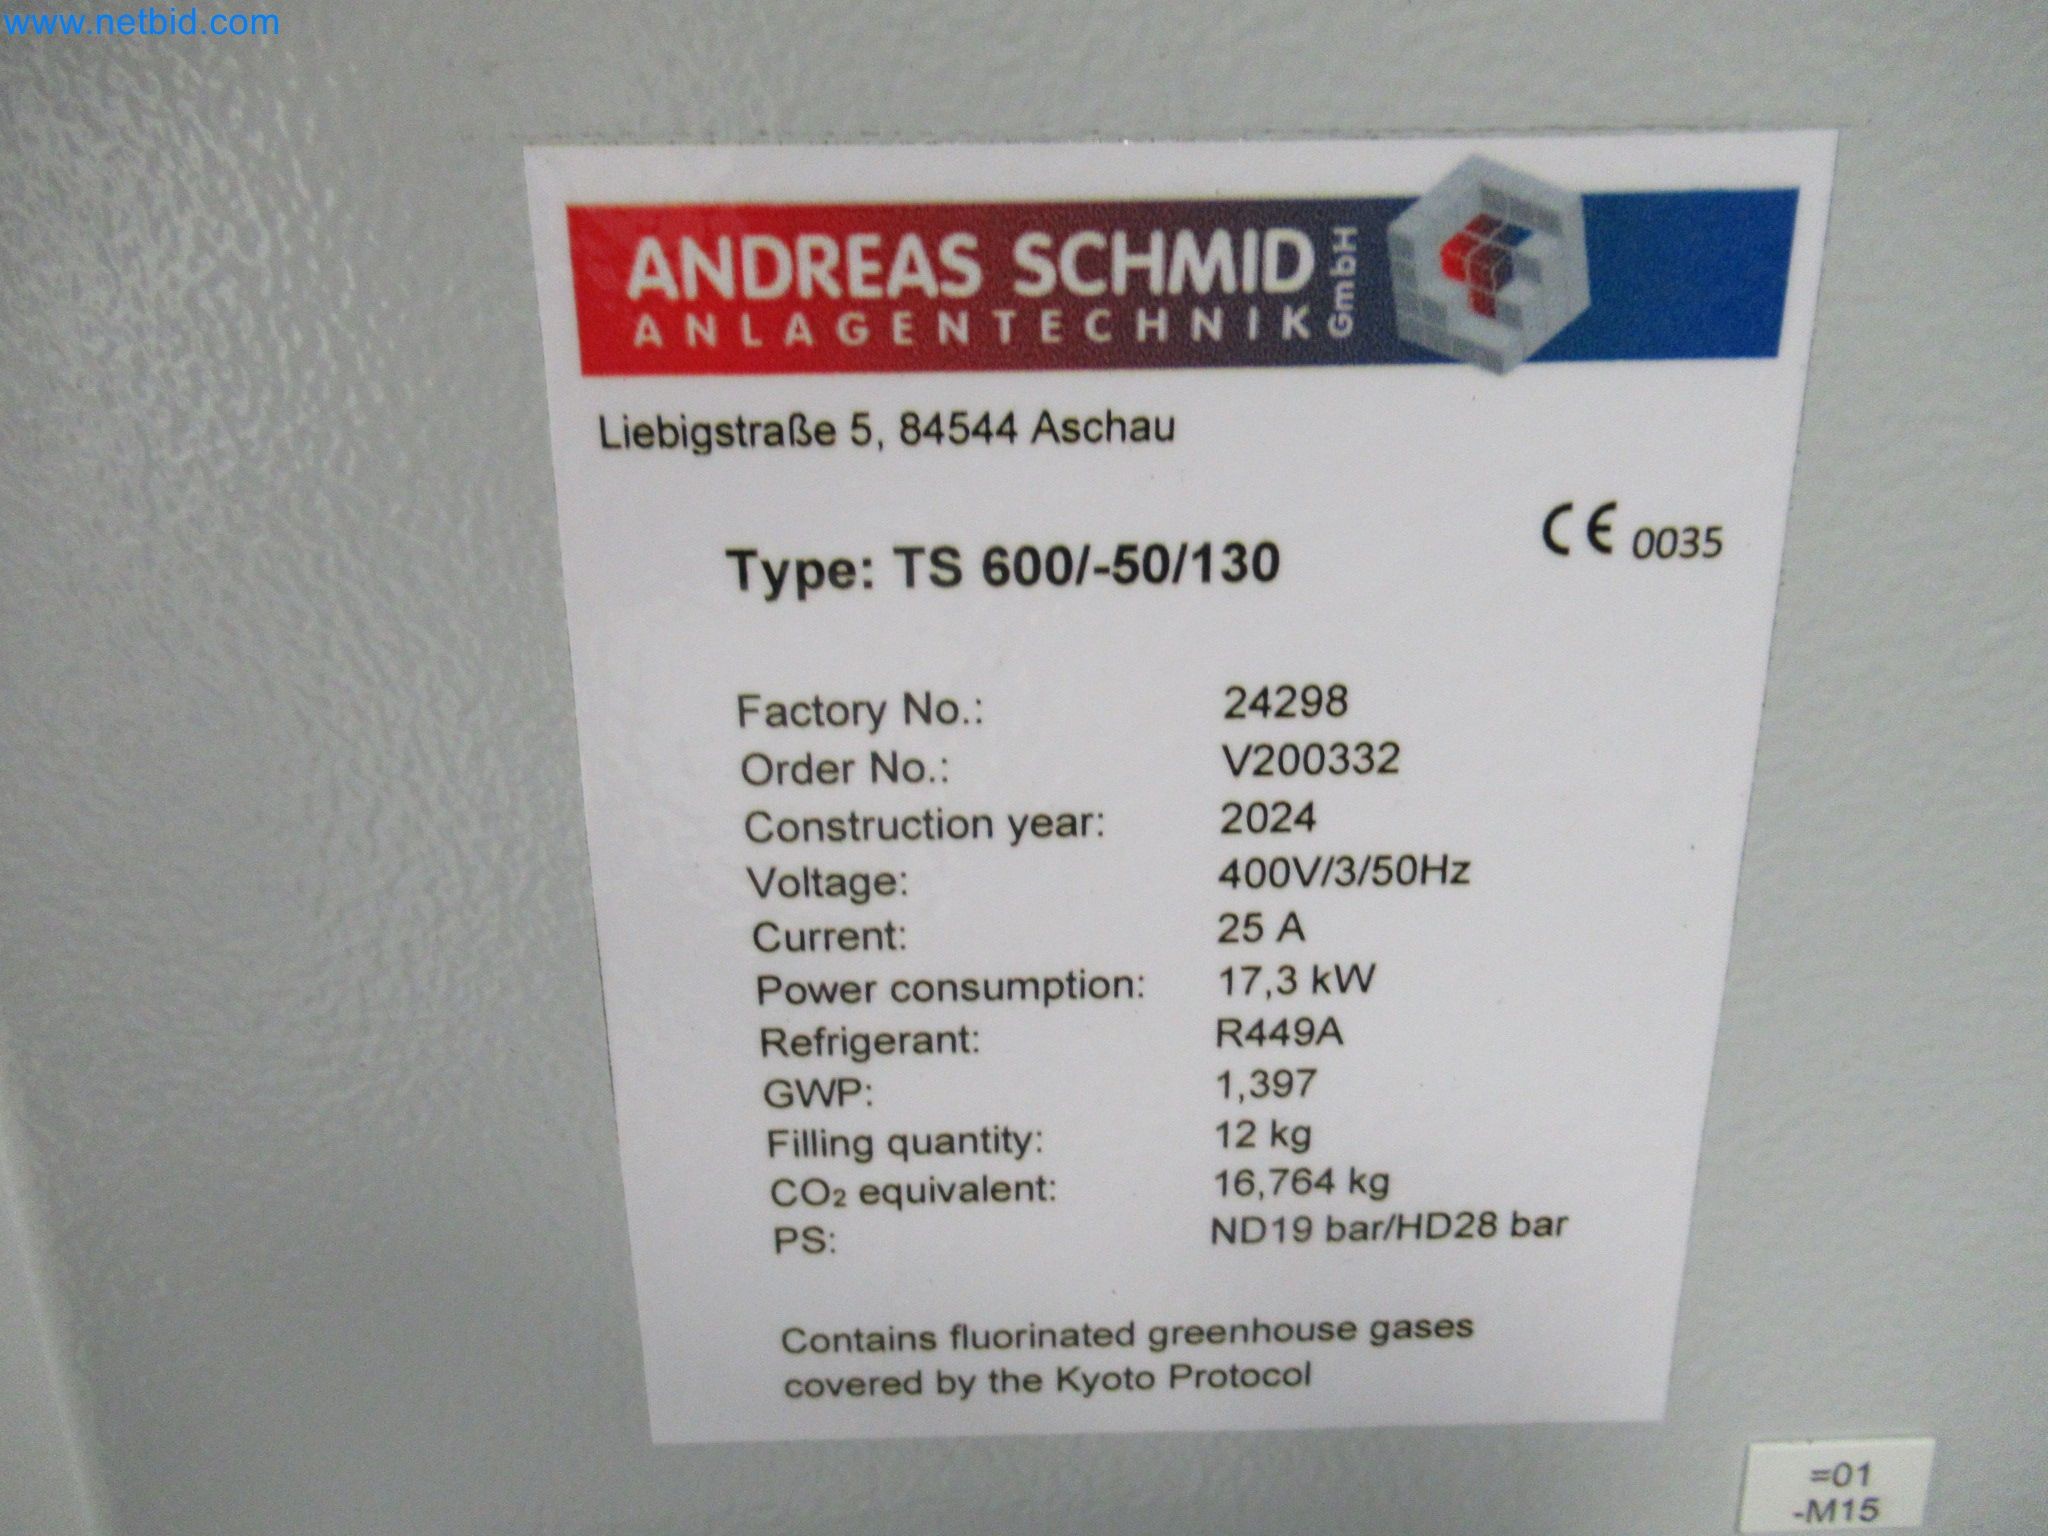 www.netbid.com
ANDREAS SCHMID GmbH
ANLAGENTECHNIK
Liebigstraße 5, 84544 Aschau
CE 0035
Type: TS 600/-50/130
Factory No.: 24298
Order No.: V200332
Construction year: 2024
Voltage: 400V/3/50Hz
Current: 25 A
Power consumption: 17,3 kW
Refrigerant: R449A
GWP: 1,397
Filling quantity: 12 kg
CO₂ equivalent: 16,764 kg
PS: ND19 bar/HD28 bar
Contains fluorinated greenhouse gases
covered by the Kyoto Protocol
=01
-M15